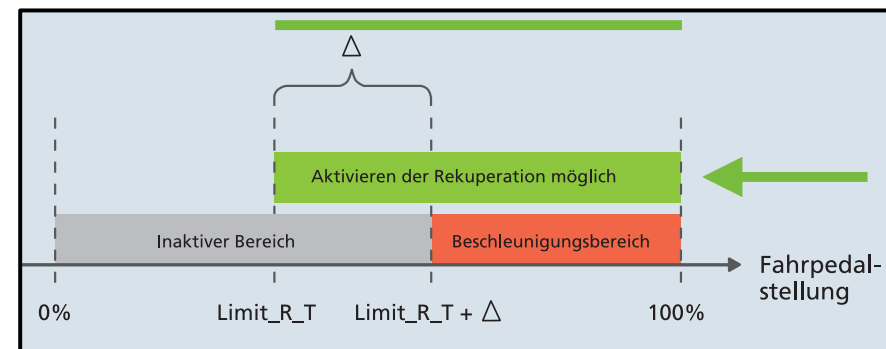 Δ
Aktivieren der Rekuperation möglich
Inaktiver Bereich
Beschleunigungsbereich
Fahrpedal-
stellung
0%
Limit_R_T
Limit_R_T + Δ
100%